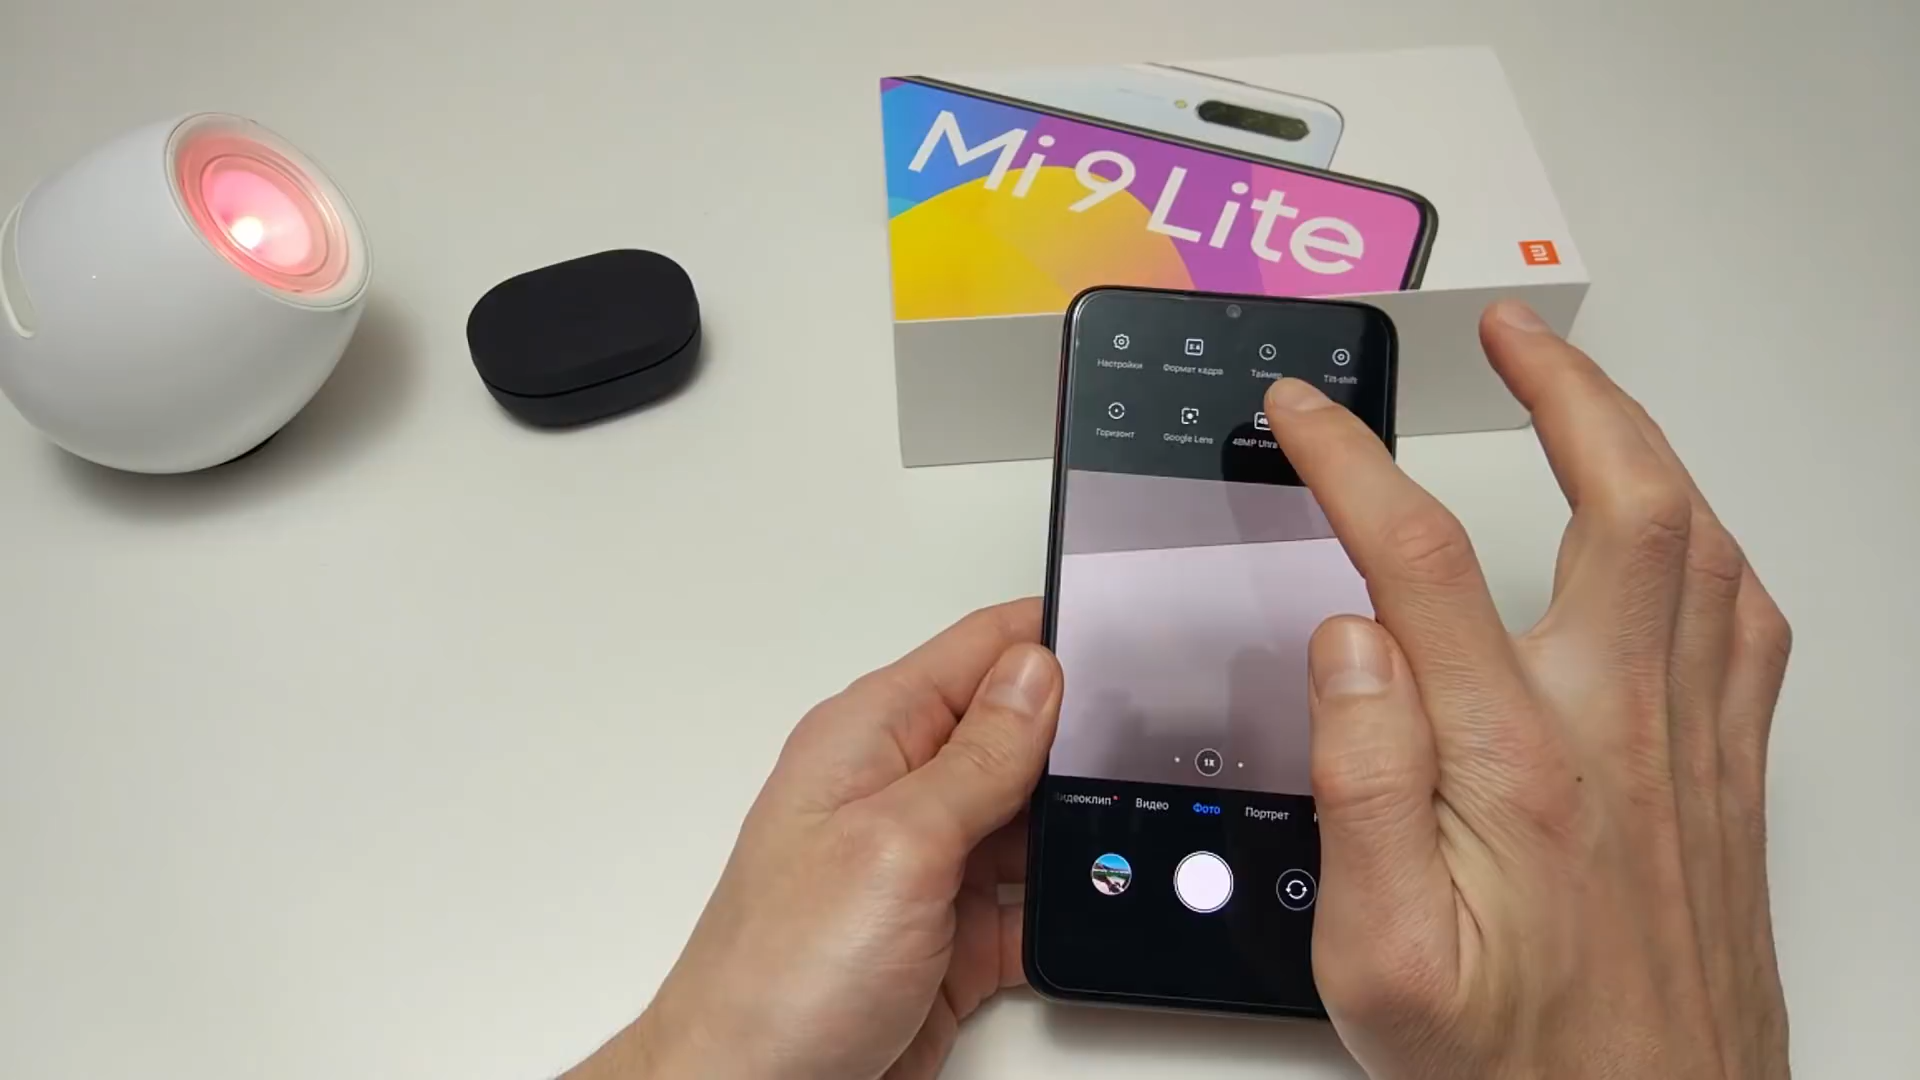 Mi 9 Lite
mi
Настройки
Формат кадра
Таймер
Tilt-shift
Горизонт
Google Lens
48MP Ultra
1X
Видео
Фото
Портрет